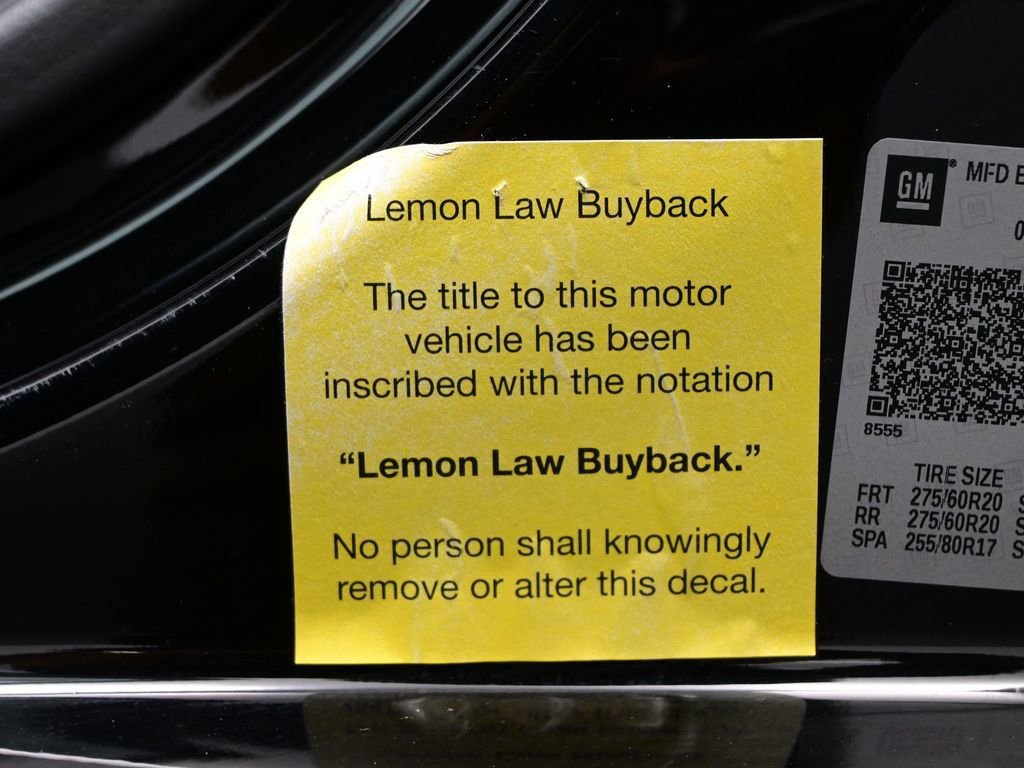 Lemon Law Buyback
The title to this motor
vehicle has been
inscribed with the notation
“Lemon Law Buyback.”
No person shall knowingly
remove or alter this decal.
GM
MFD
8555
TIRE SIZE
FRT 275/60R20
RR 275/60R20
SPA 255/80R17